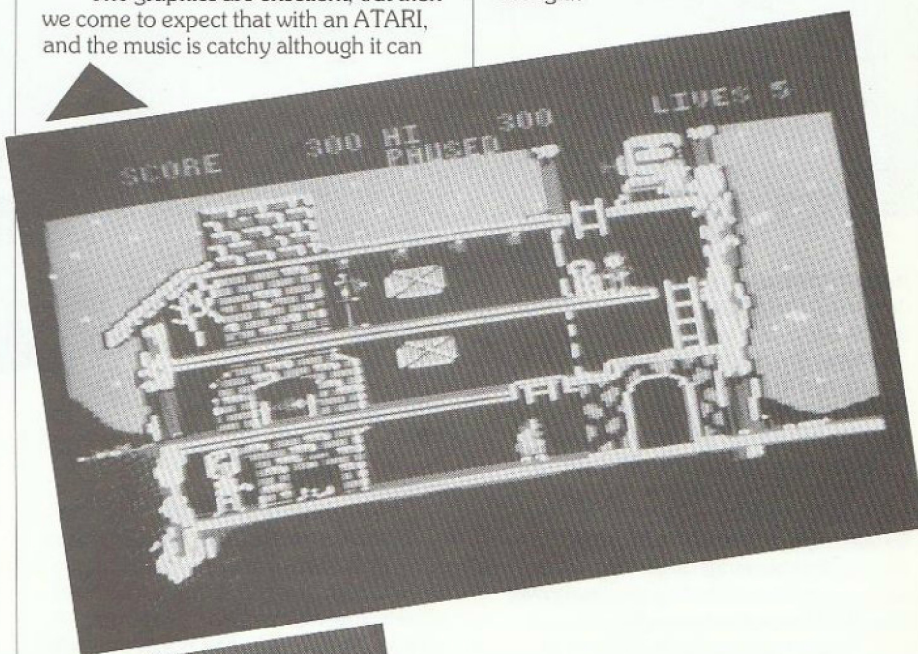 we come to expect that with an ATARI,
and the music is catchy although it can
SCORE 300 HI 300 LIVES 5
PAUSED